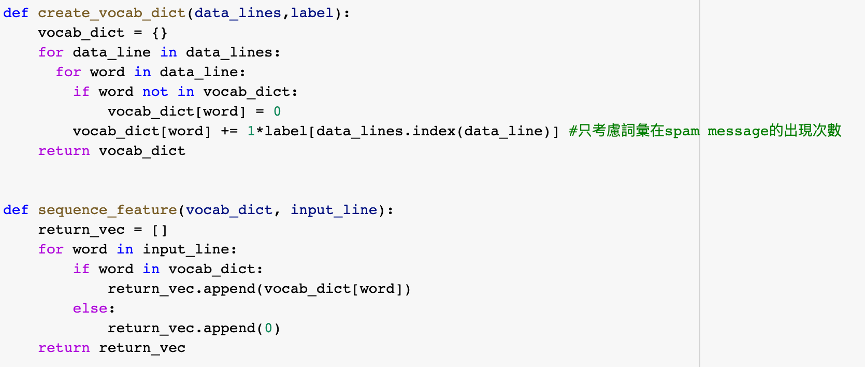 def create_vocab_dict(data_lines,label):
    vocab_dict = {}
    for data_line in data_lines:
      for word in data_line:
        if word not in vocab_dict:
            vocab_dict[word] = 0
        vocab_dict[word] += 1*label[data_lines.index(data_line)] #只考慮詞彙在spam message的出現次數
    return vocab_dict
def sequence_feature(vocab_dict, input_line):
    return_vec = []
    for word in input_line:
        if word in vocab_dict:
            return_vec.append(vocab_dict[word])
        else:
            return_vec.append(0)
    return return_vec